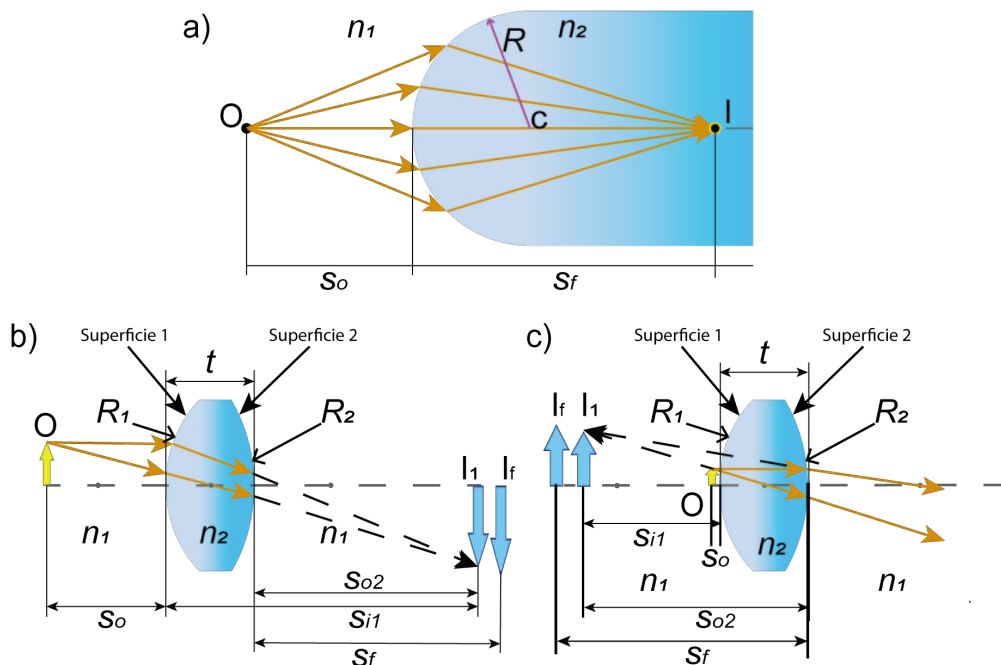 a)
n₁
R
n₂
O
c
I
sₒ
s_f
b)
Superficie 1
Superficie 2
t
R₁
R₂
O
I₁
I_f
n₁
n₂
n₁
sₒ₂
sₒ
sᵢ₁
s_f
c)
Superficie 1
Superficie 2
t
I_f
I₁
R₁
R₂
O
sᵢ₁
sₒ
n₂
n₁
n₁
sₒ₂
s_f